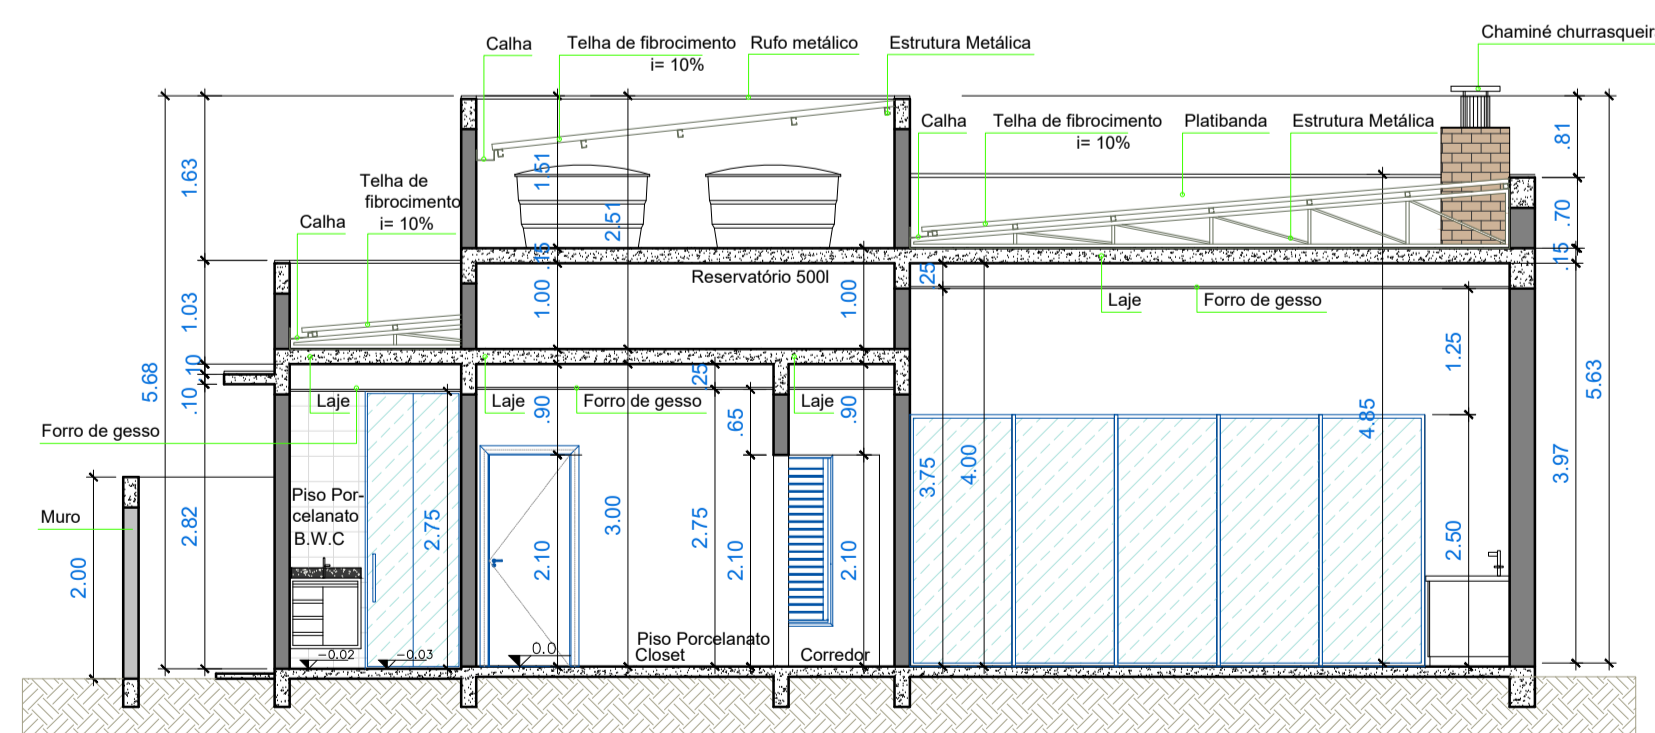 Chaminé churrasqueir
Calha
Telha de fibrocimento
i= 10%
Rufo metálico
Estrutura Metálica
Calha
Telha de fibrocimento
i= 10%
Platibanda
Estrutura Metálica
.81
1.63
1.51
2.51
Telha de
fibrocimento
i= 10%
Calha
.70
.15
.15
Reservatório 500l
.25
1.03
1.00
1.00
Laje
Forro de gesso
5.68
.10
.10
.25
1.25
5.63
Laje
Laje
Forro de gesso
Laje
.90
.65
.90
4.85
Forro de gesso
Piso Por-
celanato
B.W.C
Muro
2.00
2.82
2.75
2.10
3.00
2.75
2.10
2.10
3.75
4.00
2.50
3.97
-0.02
-0.03
0.0
Piso Porcelanato
Closet
Corredor